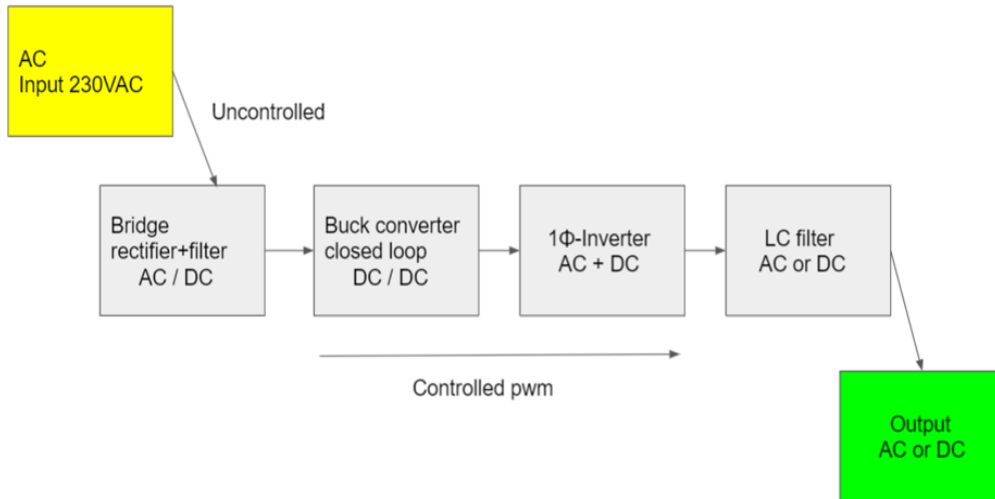 AC
Input 230VAC
Uncontrolled
Bridge
rectifier+filter
AC / DC
Buck converter
closed loop
DC / DC
1Φ-Inverter
AC + DC
LC filter
AC or DC
Controlled pwm
Output
AC or DC